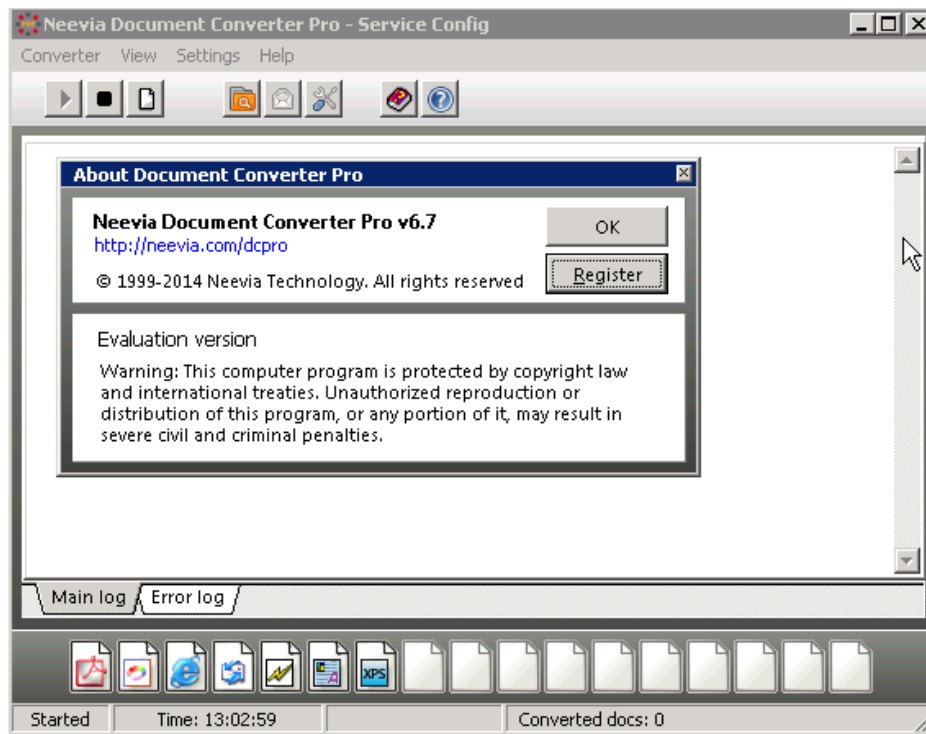 Neevia Document Converter Pro - Service Config
Converter View Settings Help
About Document Converter Pro
Neevia Document Converter Pro v6.7
http://neevia.com/dcpro
© 1999-2014 Neevia Technology. All rights reserved
OK
Register
Evaluation version
Warning: This computer program is protected by copyright law
and international treaties. Unauthorized reproduction or
distribution of this program, or any portion of it, may result in
severe civil and criminal penalties.
Main log Error log
XPS
Started Time: 13:02:59 Converted docs: 0